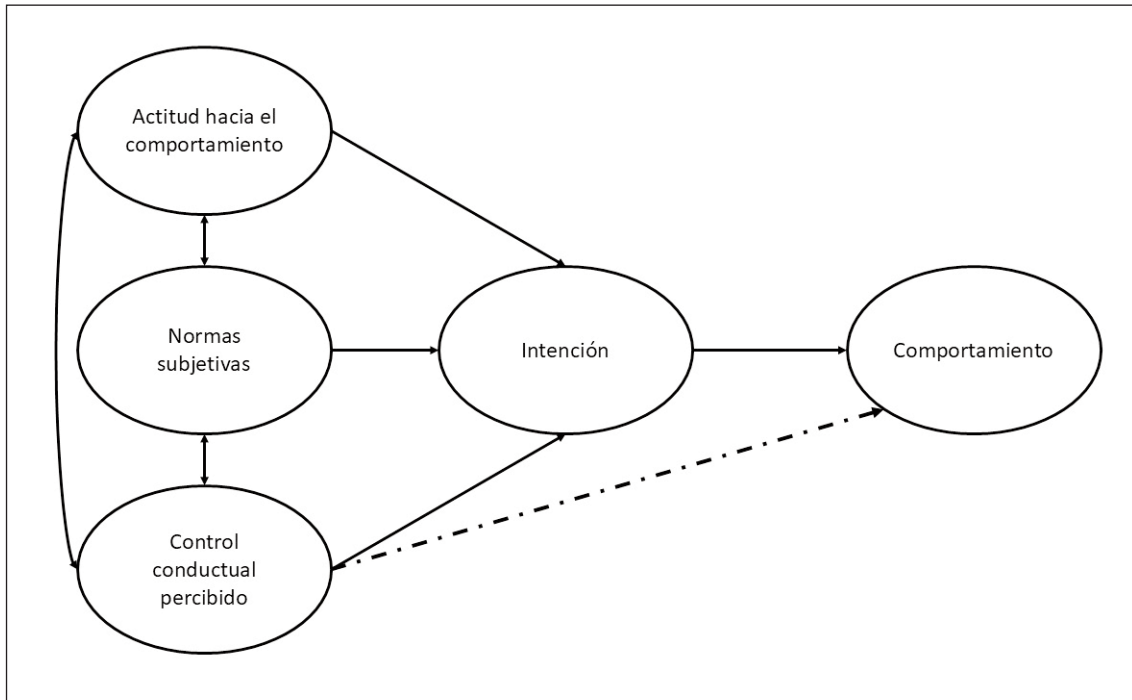 Actitud hacia el
comportamiento
Normas
subjetivas
Intención
Comportamiento
Control
conductual
percibido